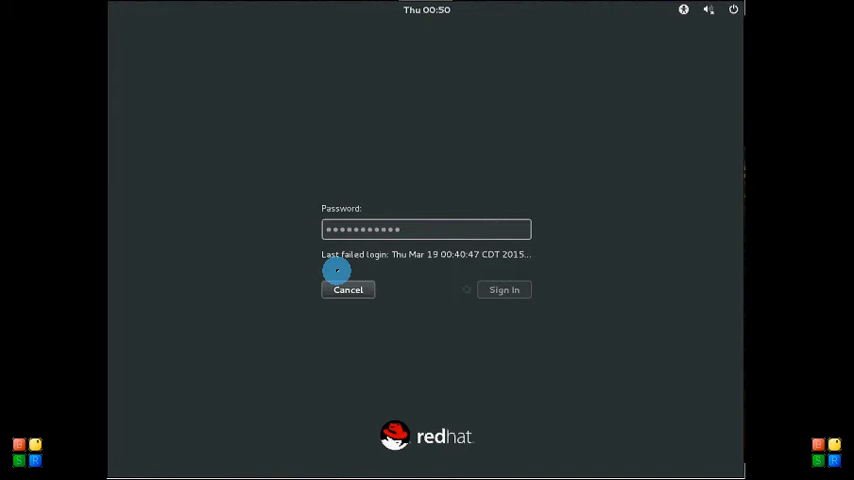 Thu 00:50
Password:
Last failed login: Thu Mar 19 00:40:47 CDT 2015...
Cancel
Sign In
redhat.
B
S R
B
S R